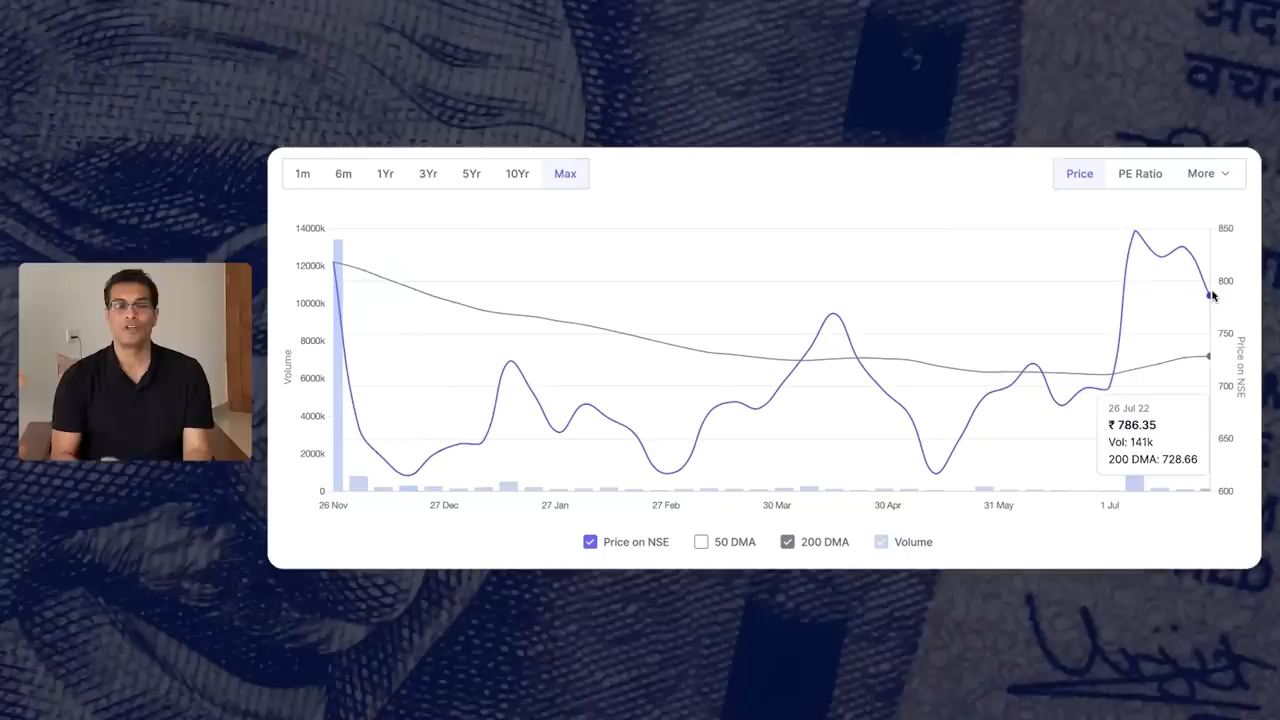 1m 6m 1Yr 3Yr 5Yr 10Yr Max Price PE Ratio More
14000k 850
12000k 800
10000k
8000k 750
6000k 700
4000k 650
2000k
0 600
Volume
Price on NSE
26 Jul 22
₹ 786.35
Vol: 141k
200 DMA: 728.66
26 Nov 27 Dec 27 Jan 27 Feb 30 Mar 30 Apr 31 May 1 Jul
Price on NSE 50 DMA 200 DMA Volume